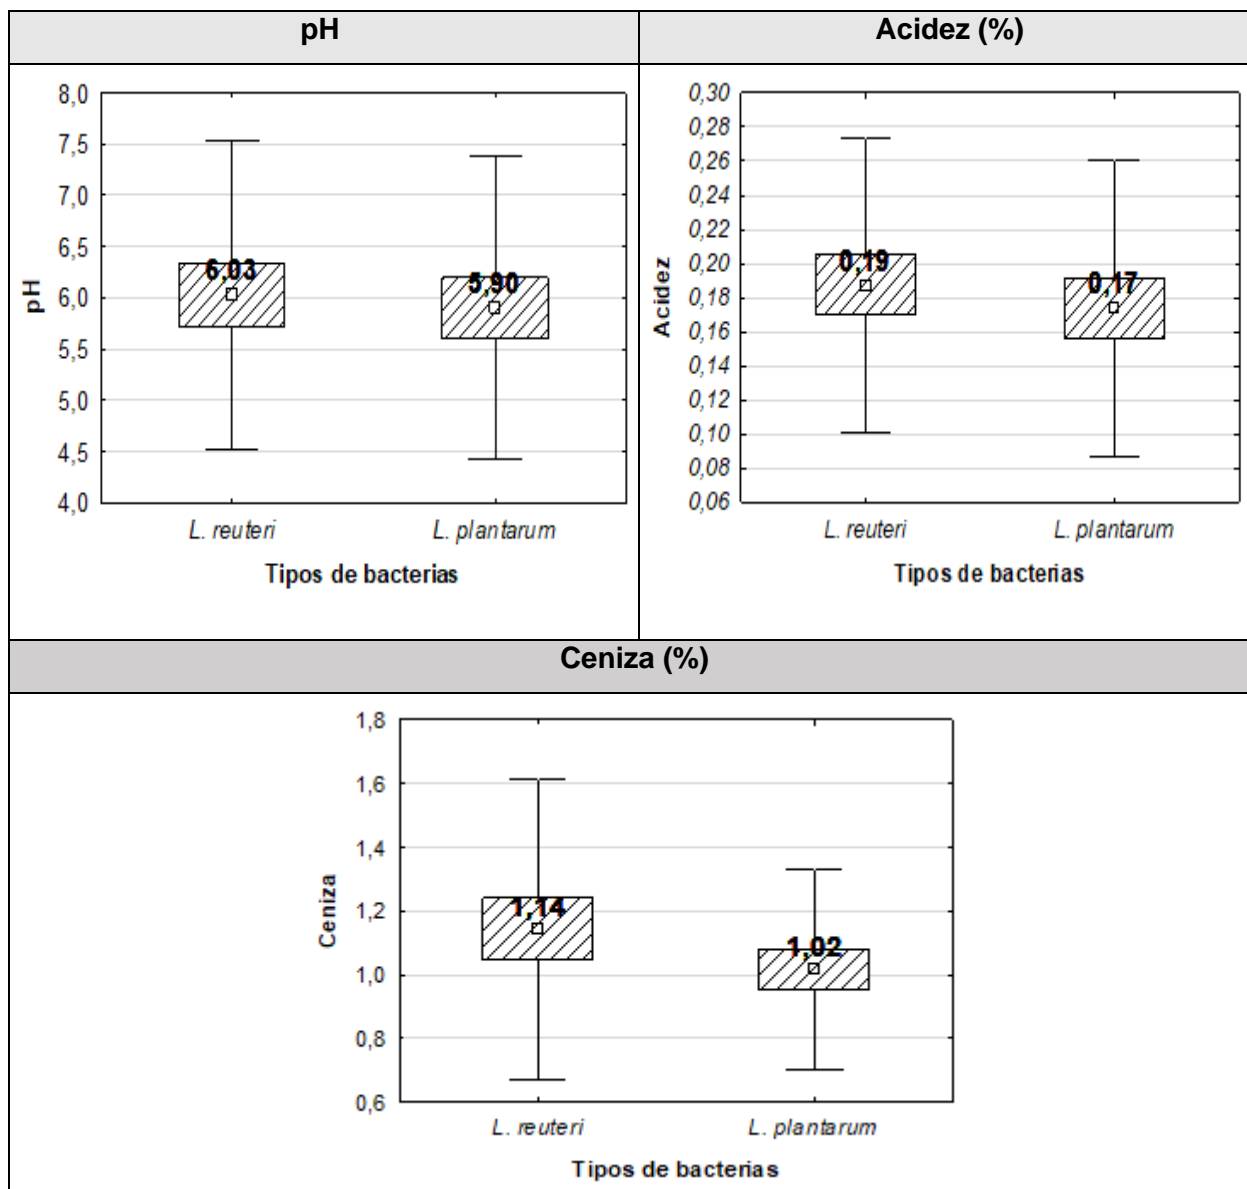 pH
Acidez (%)
8,0
7,5
7,0
6,5
6,0
5,5
5,0
4,5
4,0
pH
6,03
5,90
L. reuteri
L. plantarum
Tipos de bacterias
0,30
0,28
0,26
0,24
0,22
0,20
0,18
0,16
0,14
0,12
0,10
0,08
0,06
Acidez
0,19
0,17
L. reuteri
L. plantarum
Tipos de bacterias
Ceniza (%)
1,8
1,6
1,4
1,2
1,0
0,8
0,6
Ceniza
1,14
1,02
L. reuteri
L. plantarum
Tipos de bacterias